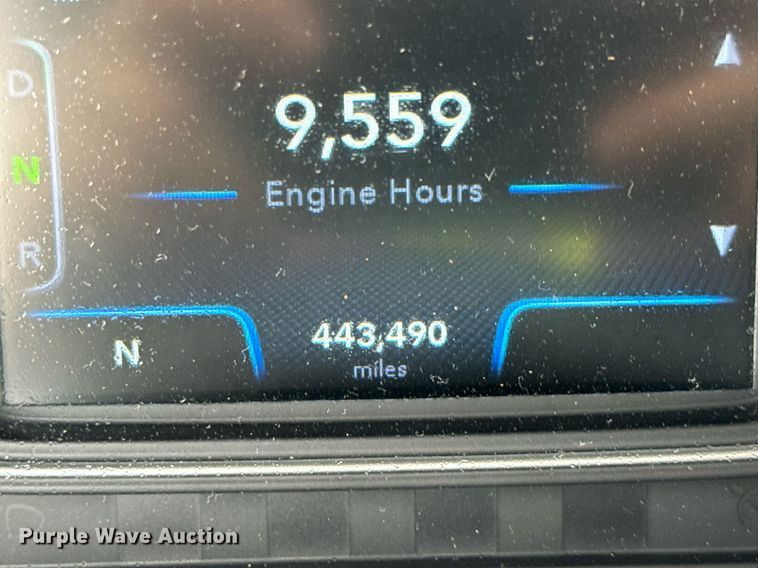 D
9,559
N
Engine Hours
R
443,490
N
miles
Purple Wave Auction